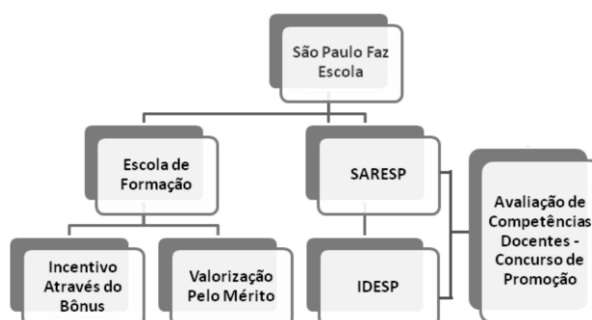 São Paulo Faz
Escola
Escola de
Formação
SARESP
Avaliação de
Competências
Docentes -
Concurso de
Promoção
Incentivo
Através do
Bônus
Valorização
Pelo Mérito
IDESP